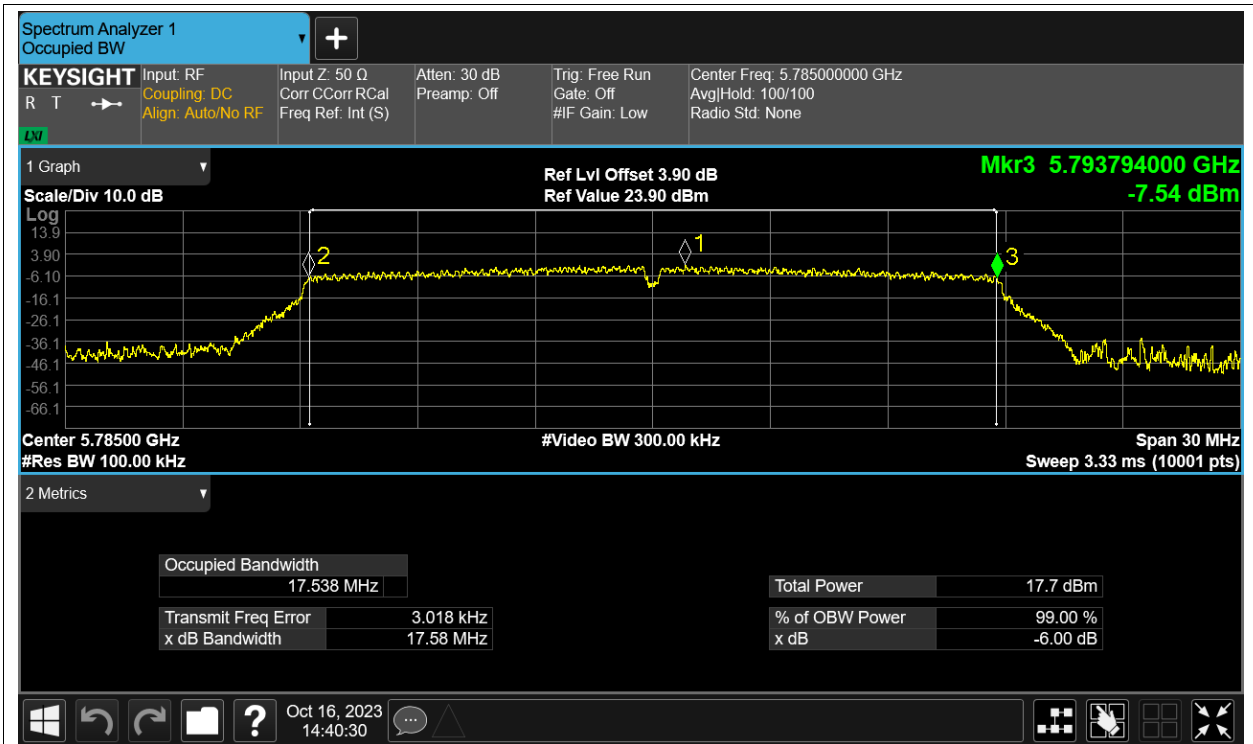 Spectrum Analyzer 1
Occupied BW
KEYSIGHT
R T
LXI
Input: RF
Coupling: DC
Align: Auto/No RF
Input Z: 50 Ω
Corr CCorr RCal
Freq Ref: Int (S)
Atten: 30 dB
Preamp: Off
Trig: Free Run
Gate: Off
#IF Gain: Low
Center Freq: 5.785000000 GHz
Avg|Hold: 100/100
Radio Std: None
1 Graph
Scale/Div 10.0 dB
Ref Lvl Offset 3.90 dB
Ref Value 23.90 dBm
Mkr3 5.793794000 GHz
-7.54 dBm
Log
13.9
3.90
-6.10
-16.1
-26.1
-36.1
-46.1
-56.1
-66.1
2
1
3
Center 5.78500 GHz
#Res BW 100.00 kHz
#Video BW 300.00 kHz
Span 30 MHz
Sweep 3.33 ms (10001 pts)
2 Metrics
Occupied Bandwidth
17.538 MHz
Transmit Freq Error 3.018 kHz
x dB Bandwidth 17.58 MHz
Total Power 17.7 dBm
% of OBW Power 99.00 %
x dB -6.00 dB
?
Oct 16, 2023
14:40:30